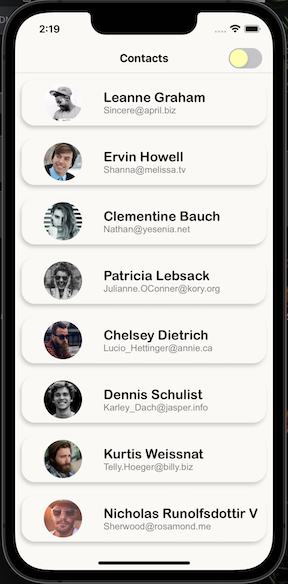 2:19
Contacts
Leanne Graham
Sincere@april.biz
Ervin Howell
Shanna@melissa.tv
Clementine Bauch
Nathan@yesenia.net
Patricia Lebsack
Julianne.OConner@kory.org
Chelsey Dietrich
Lucio_Hettinger@annie.ca
Dennis Schulist
Karley_Dach@jasper.info
Kurtis Weissnat
Telly.Hoeger@billy.biz
Nicholas Runolfsdottir V
Sherwood@rosamond.me